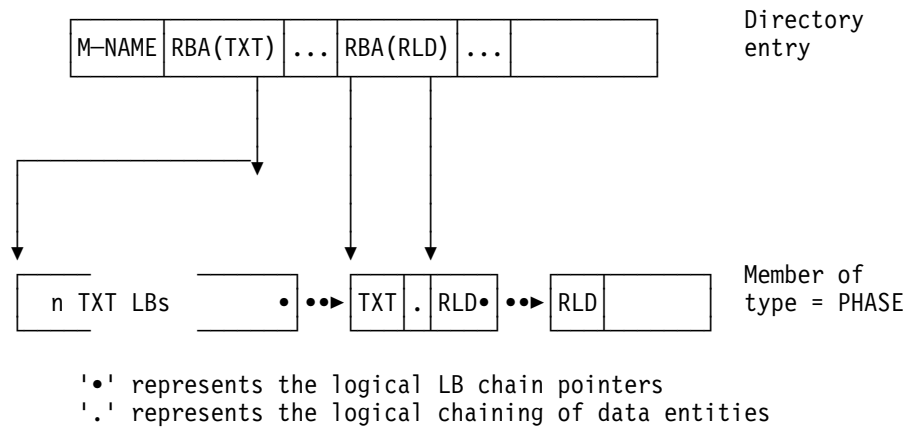 Directory
M—NAME RBA(TXT) ... RBA(RLD) ... entry
Member of
n TXT LBs • ••► TXT . RLD• ••► RLD type = PHASE
'•' represents the logical LB chain pointers
'.' represents the logical chaining of data entities